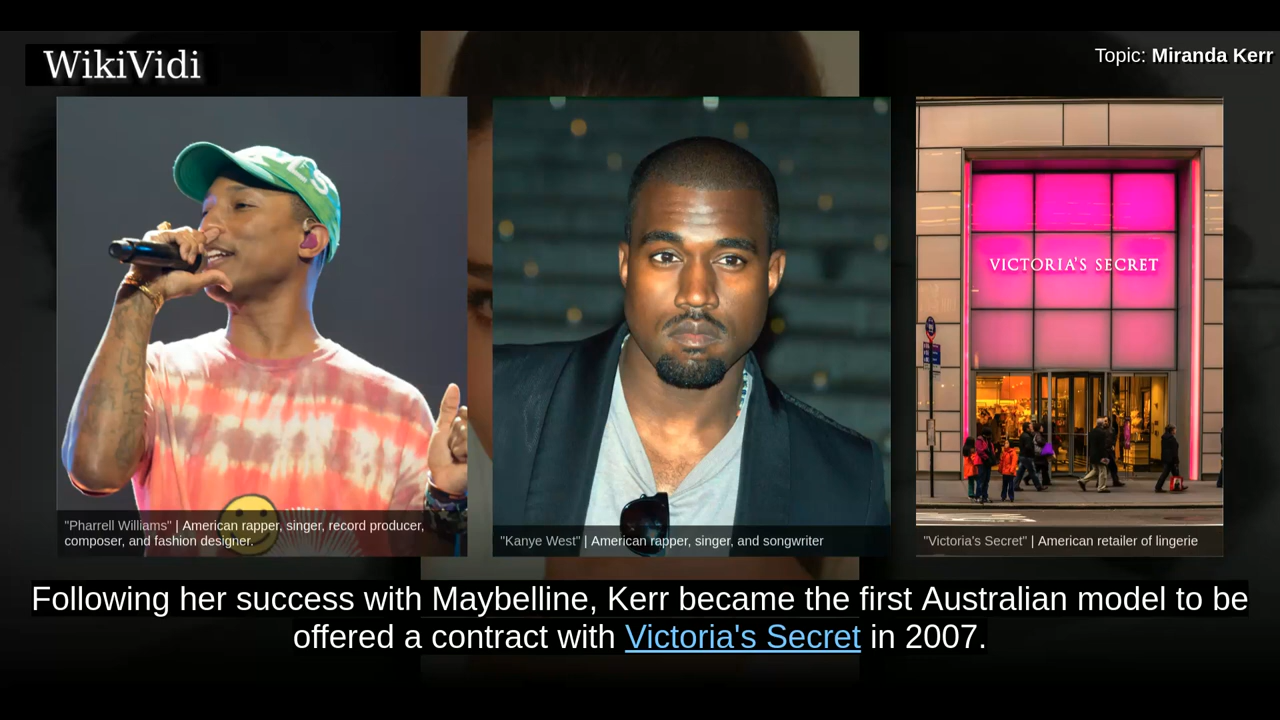 WikiVidi
Topic: Miranda Kerr
ES
VICTORIA'S SECRET
"Pharrell Williams" | American rapper, singer, record producer,
composer, and fashion designer.
"Kanye West" | American rapper, singer, and songwriter
"Victoria's Secret" | American retailer of lingerie
Following her success with Maybelline, Kerr became the first Australian model to be
offered a contract with Victoria's Secret in 2007.